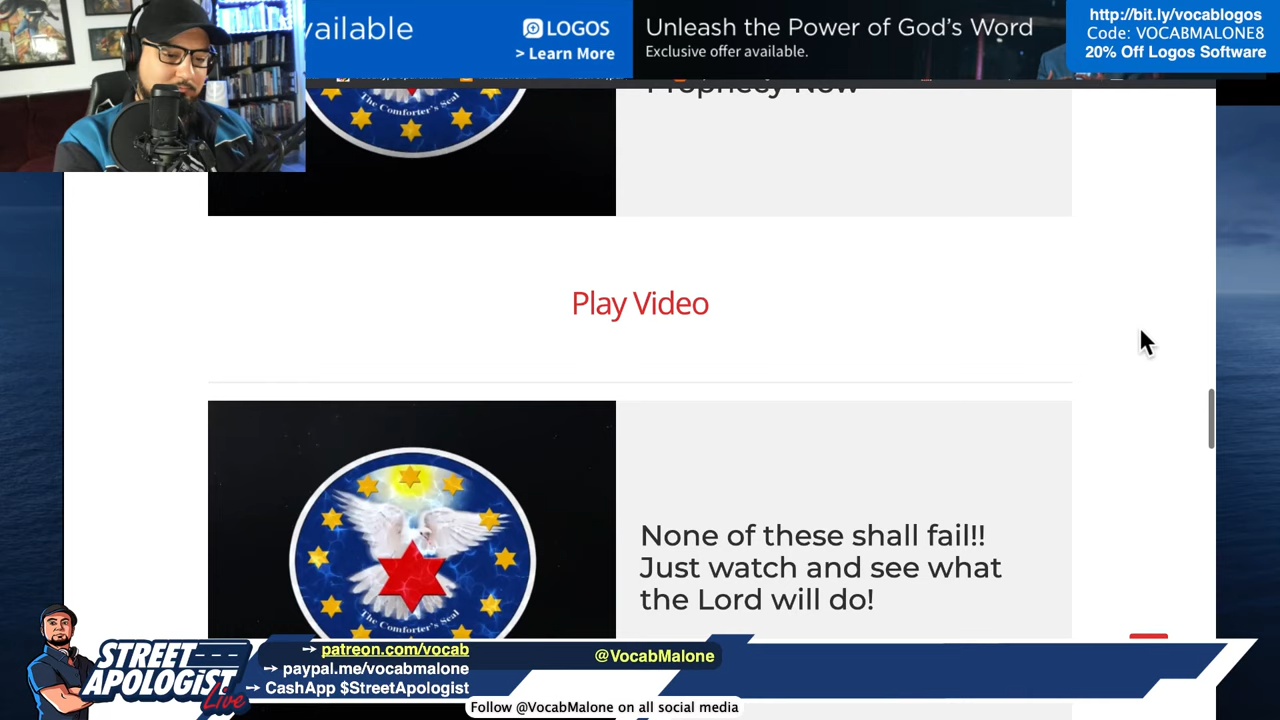 vailable
LOGOS
> Learn More
Unleash the Power of God's Word
Exclusive offer available.
http://bit.ly/vocablogos
Code: VOCABMALONE8
20% Off Logos Software
The Comforter's Seal
Prophecy Now
Play Video
None of these shall fail!!
Just watch and see what
the Lord will do!
The Comforter's Seal
STREET
APOLOGIST
Live
➙ patreon.com/vocab
➙ paypal.me/vocabmalone
➙ CashApp $StreetApologist
@VocabMalone
Follow @VocabMalone on all social media